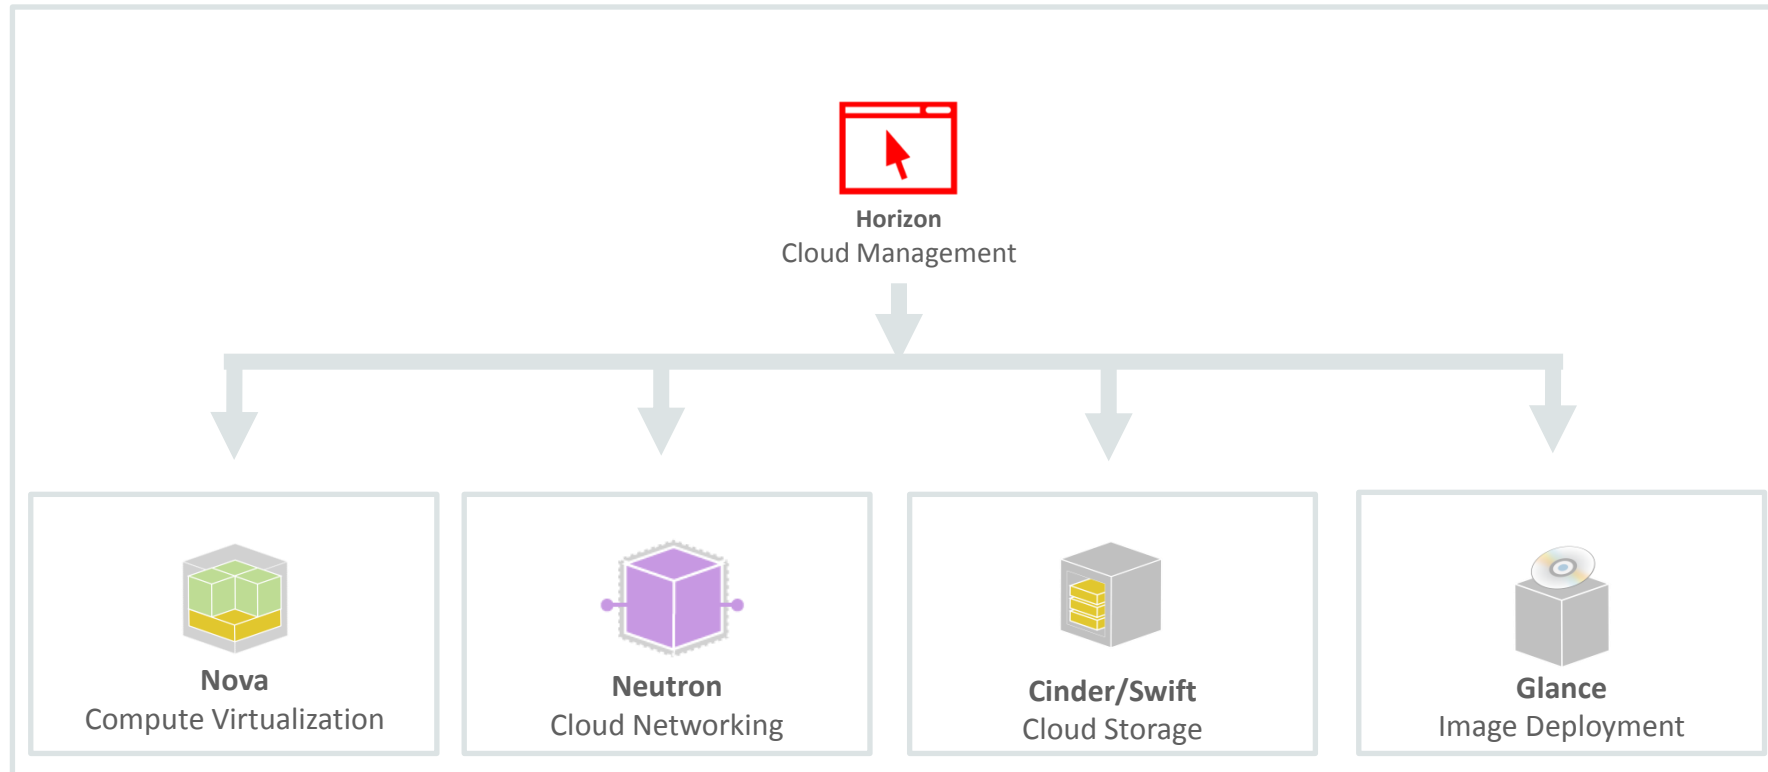 Horizon
Cloud Management
Nova
Compute Virtualization
Neutron
Cloud Networking
Cinder/Swift
Cloud Storage
Glance
Image Deployment